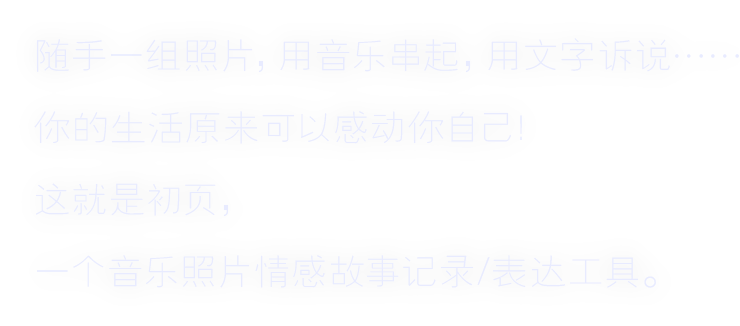 随手一组照片，用音乐串起，用文字诉说……
你的生活原来可以感动你自己！
这就是初页，
一个音乐照片情感故事记录/表达工具。